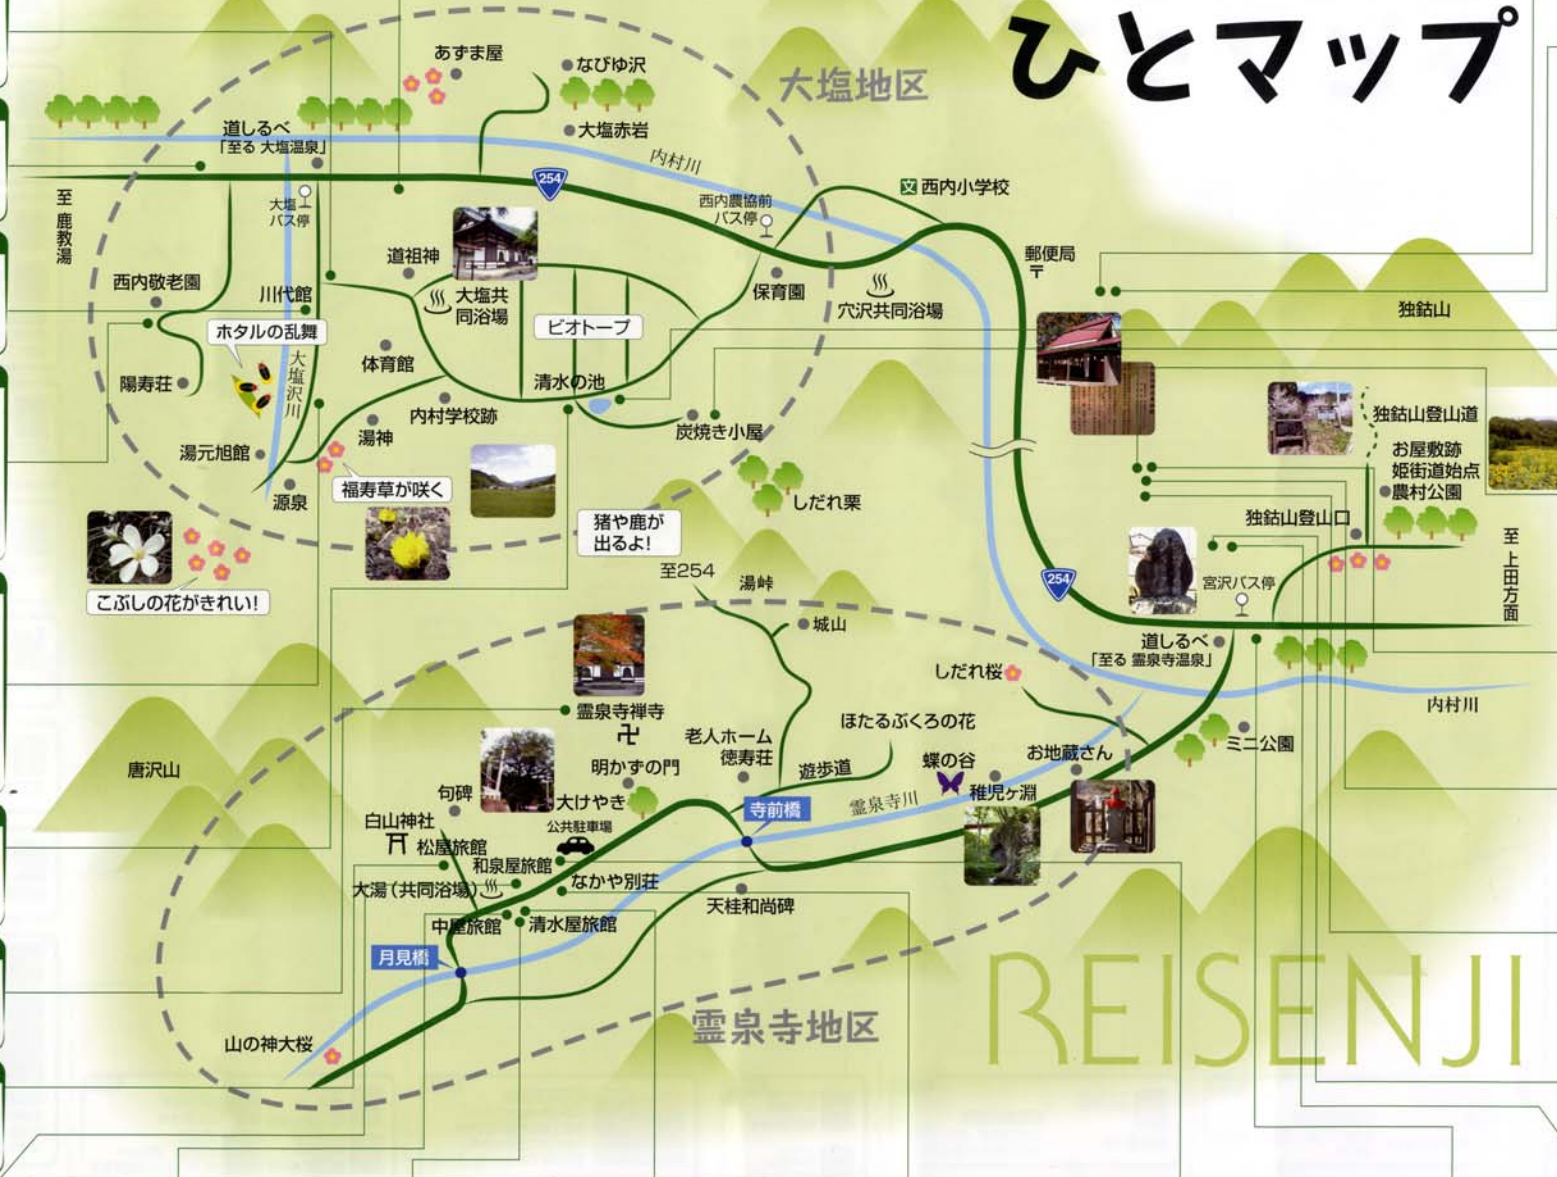 ひとマップ
大塩地区
あずま屋
なびゆ沢
大塩赤岩
道しるべ
「至る 大塩温泉」
内村川
254
西内小学校
文
西内農協前
バス停
大塩
バス停
至 鹿教湯
郵便局
〒
道祖神
西内敬老園
川代館
大塩共
同浴場
保育園
穴沢共同浴場
独鈷山
ホタルの乱舞
ビオトープ
体育館
大塩沢川
陽寿荘
清水の池
内村学校跡
炭焼き小屋
湯神
湯元旭館
独鈷山登山道
お屋敷跡
姫街道始点
農村公園
福寿草が咲く
源泉
しだれ栗
独鈷山登山口
猪や鹿が
出るよ!
至 上田方面
至254
湯峠
254
宮沢バス停
こぶしの花がきれい!
城山
道しるべ
「至る 霊泉寺温泉」
しだれ桜
内村川
霊泉寺禅寺
卍
ほたるぶくろの花
老人ホーム
徳寿荘
ミニ公園
お地蔵さん
唐沢山
明かずの門
遊歩道
蝶の谷
稚児ヶ淵
句碑
大けやき
寺前橋
霊泉寺川
白山神社
公共駐車場
松屋旅館
和泉屋旅館
大湯(共同浴場)
なかや別荘
天桂和尚碑
中屋旅館
清水屋旅館
月見橋
霊泉寺地区
REISENJI
山の神大桜